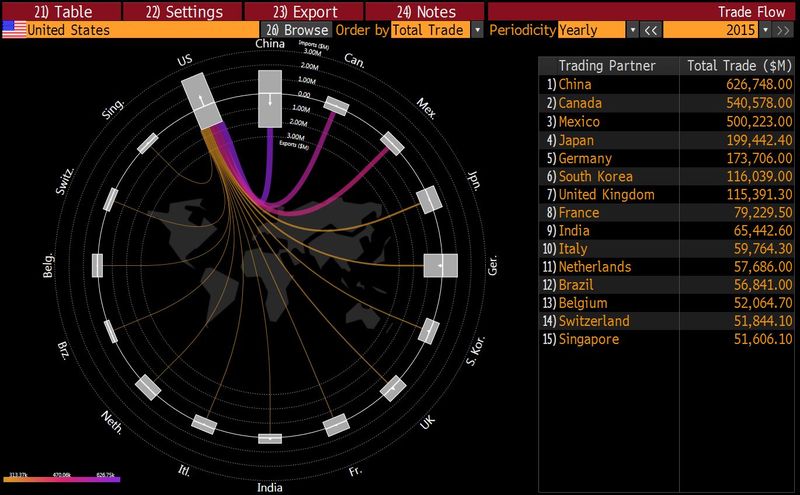 21) Table
22) Settings
23) Export
24) Notes
Trade Flow
United States
26) Browse
Order by
Total Trade
Periodicity
Yearly
<<
2015
>>
China
Imports ($M)
3.00M
2.00M
1.00M
0.00
1.00M
2.00M
3.00M
Exports ($M)
Can.
Mex.
Jpn.
Ger.
S. Kor.
UK
Fr.
India
Itl.
Neth.
Brz.
Belg.
Switz.
Sing.
US
313.37k 470.06k 626.75k
Trading Partner Total Trade ($M)
1) China 626,748.00
2) Canada 540,578.00
3) Mexico 500,223.00
4) Japan 199,442.40
5) Germany 173,706.00
6) South Korea 116,039.00
7) United Kingdom 115,391.30
8) France 79,229.50
9) India 65,442.60
10) Italy 59,764.30
11) Netherlands 57,686.00
12) Brazil 56,841.00
13) Belgium 52,064.70
14) Switzerland 51,844.10
15) Singapore 51,606.10